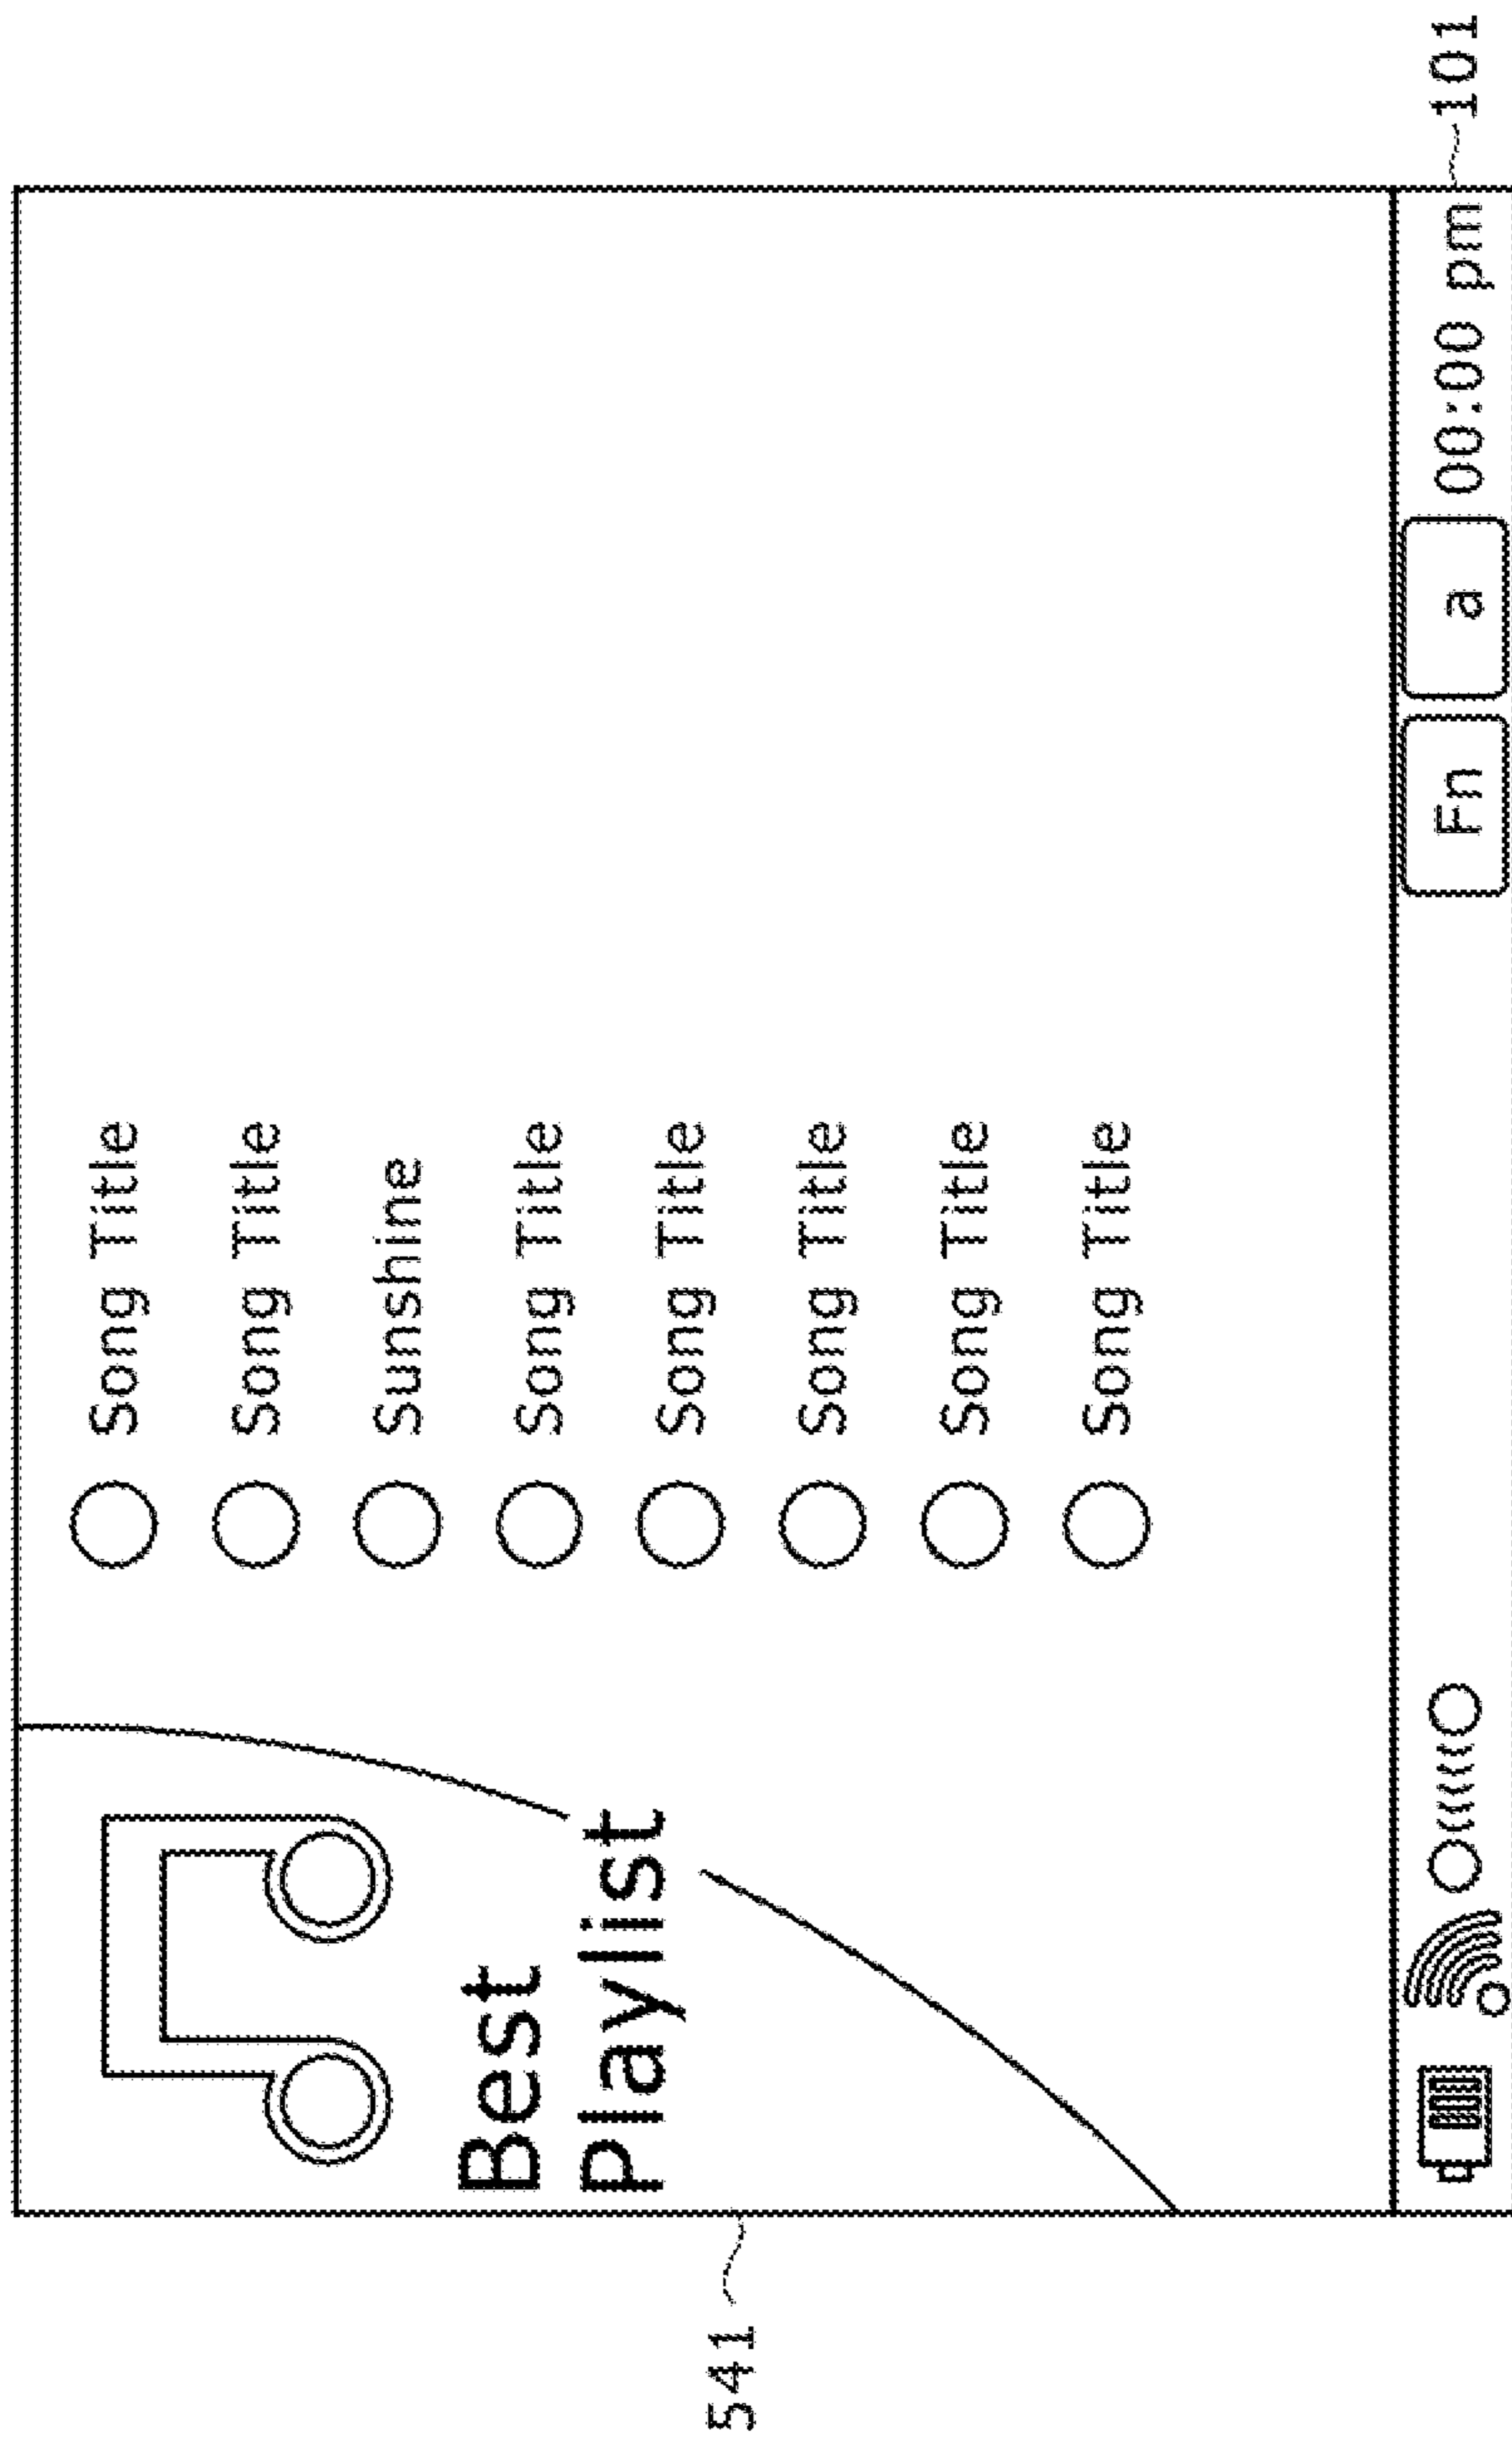 Best
Playlist
Song Title
Song Title
Sunshine
Song Title
Song Title
Song Title
Song Title
Song Title
541
Fn
a
00:00 pm
101